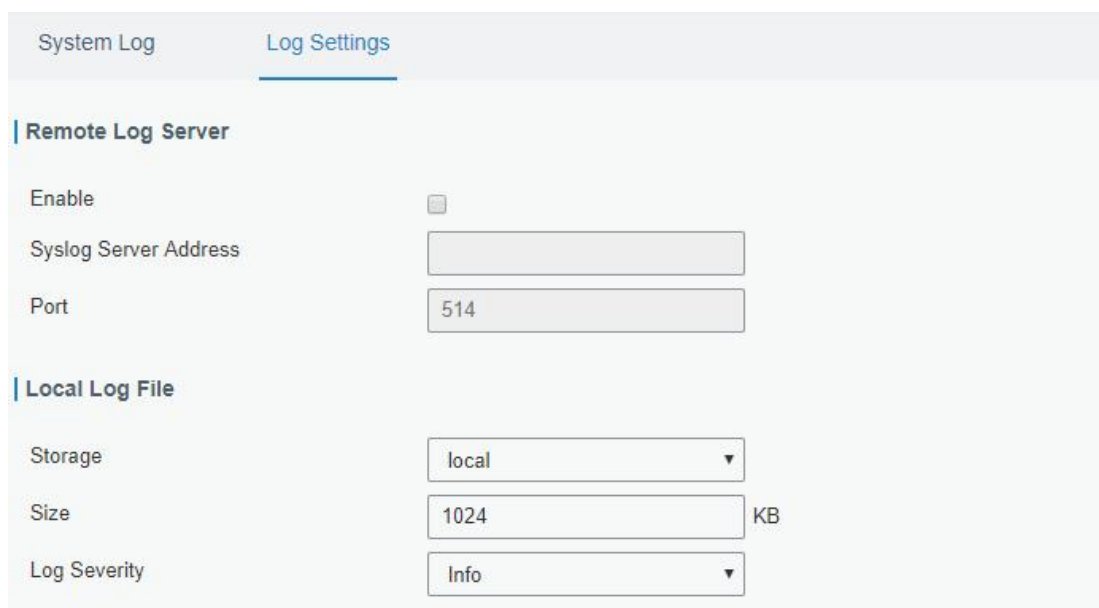 System Log Log Settings
Remote Log Server
Enable
Syslog Server Address
Port 514
Local Log File
Storage local
Size 1024 KB
Log Severity Info